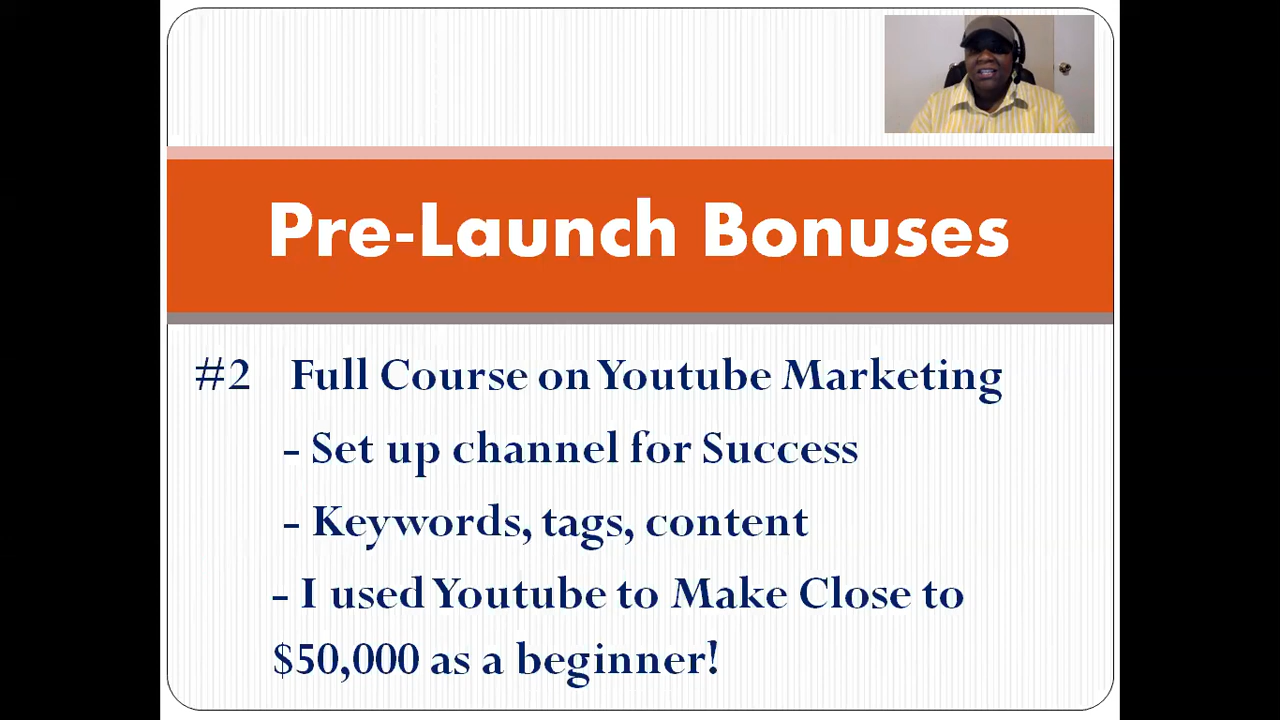 Pre-Launch Bonuses
#2 Full Course on Youtube Marketing
- Set up channel for Success
- Keywords, tags, content
- I used Youtube to Make Close to
$50,000 as a beginner!